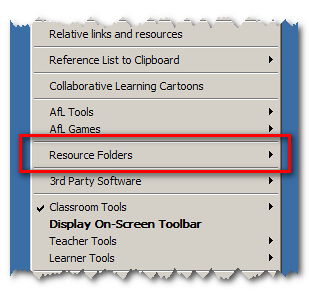 Relative links and resources
Reference List to Clipboard
Collaborative Learning Cartoons
AfL Tools
AfL Games
Resource Folders
3rd Party Software
Classroom Tools
Display On-Screen Toolbar
Teacher Tools
Learner Tools